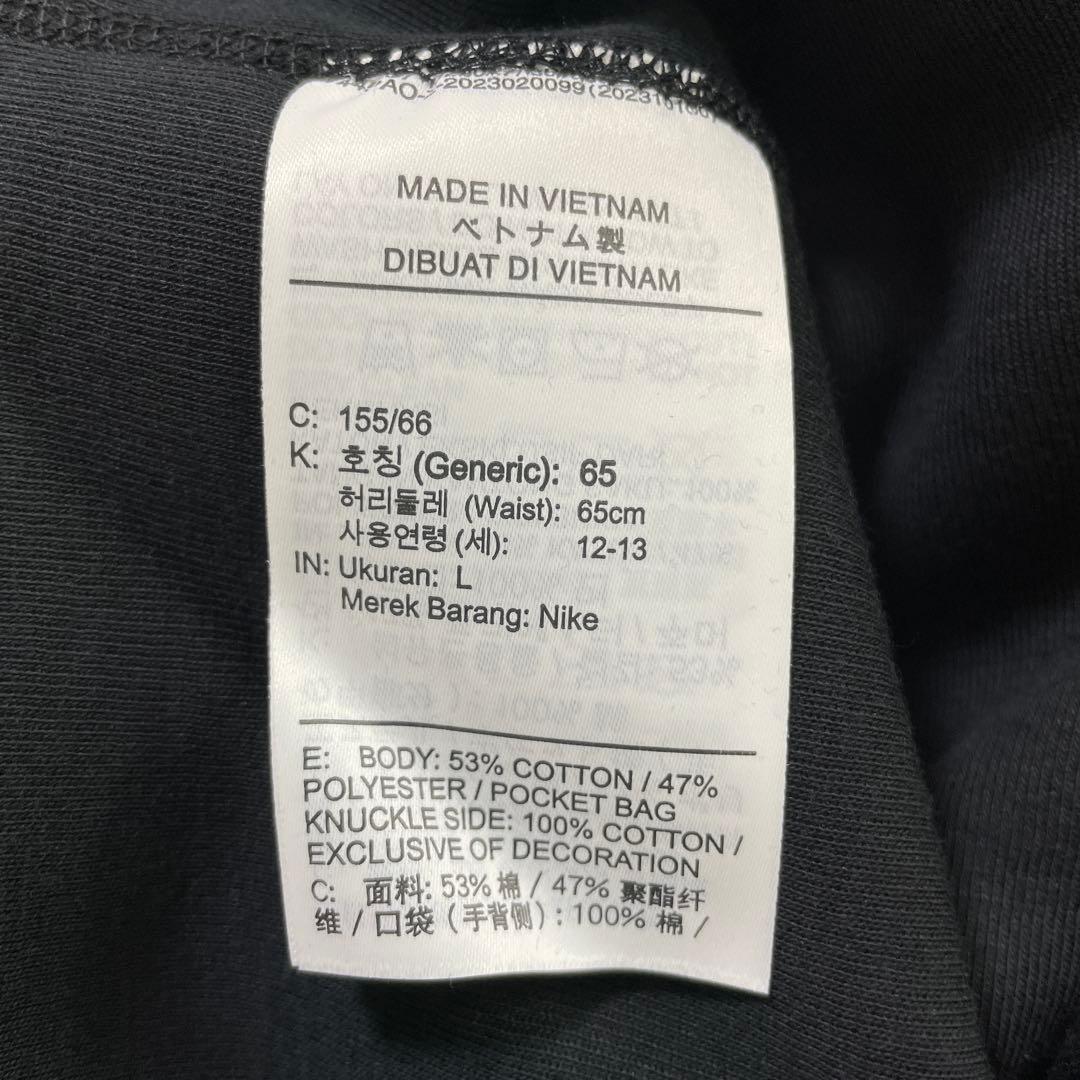 2023020099(202310100)
MADE IN VIETNAM
ベトナム製
DIBUAT DI VIETNAM
C: 155/66
K: 호칭 (Generic): 65
허리둘레 (Waist): 65cm
사용연령 (세): 12-13
IN: Ukuran: L
Merek Barang: Nike
E: BODY: 53% COTTON / 47%
POLYESTER / POCKET BAG
KNUCKLE SIDE: 100% COTTON /
EXCLUSIVE OF DECORATION
C: 面料: 53% 棉 / 47% 聚酯纤
维 / 口袋 (手背侧) : 100% 棉 /